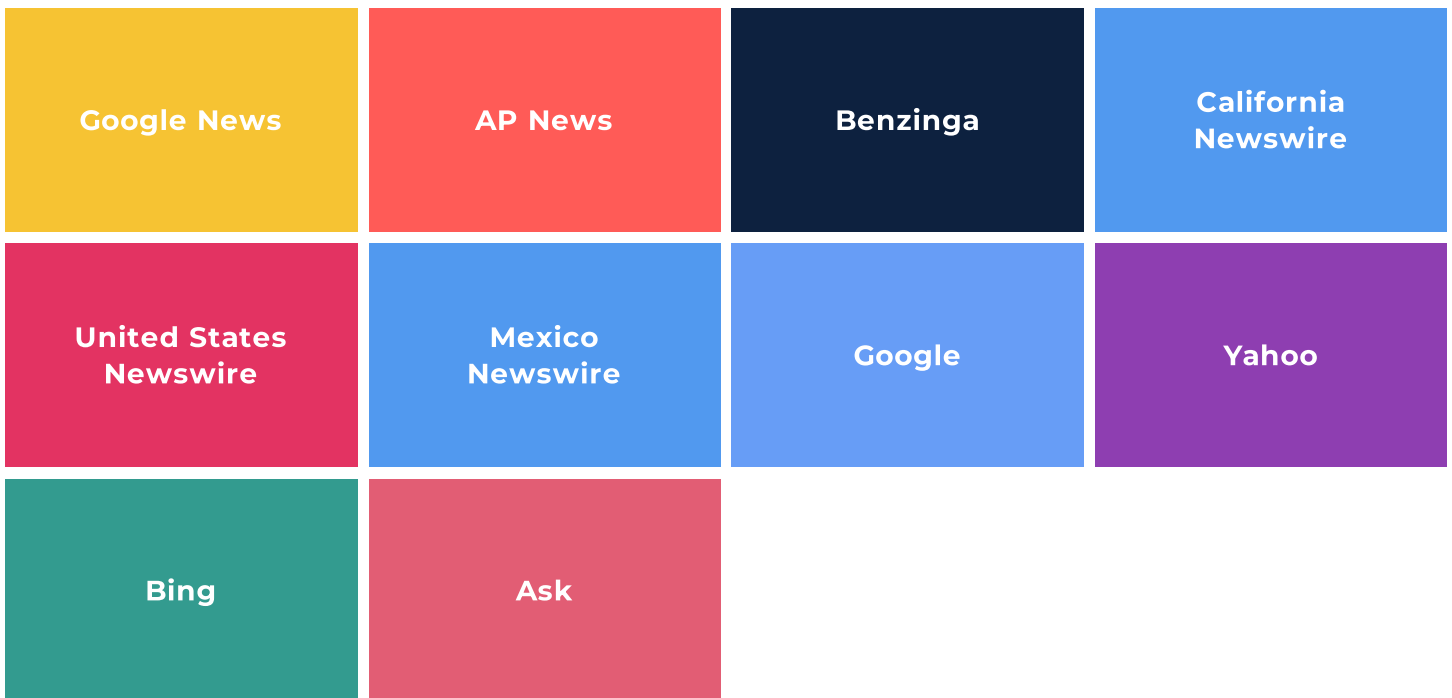 Google News
AP News
Benzinga
California
Newswire
United States
Newswire
Mexico
Newswire
Google
Yahoo
Bing
Ask